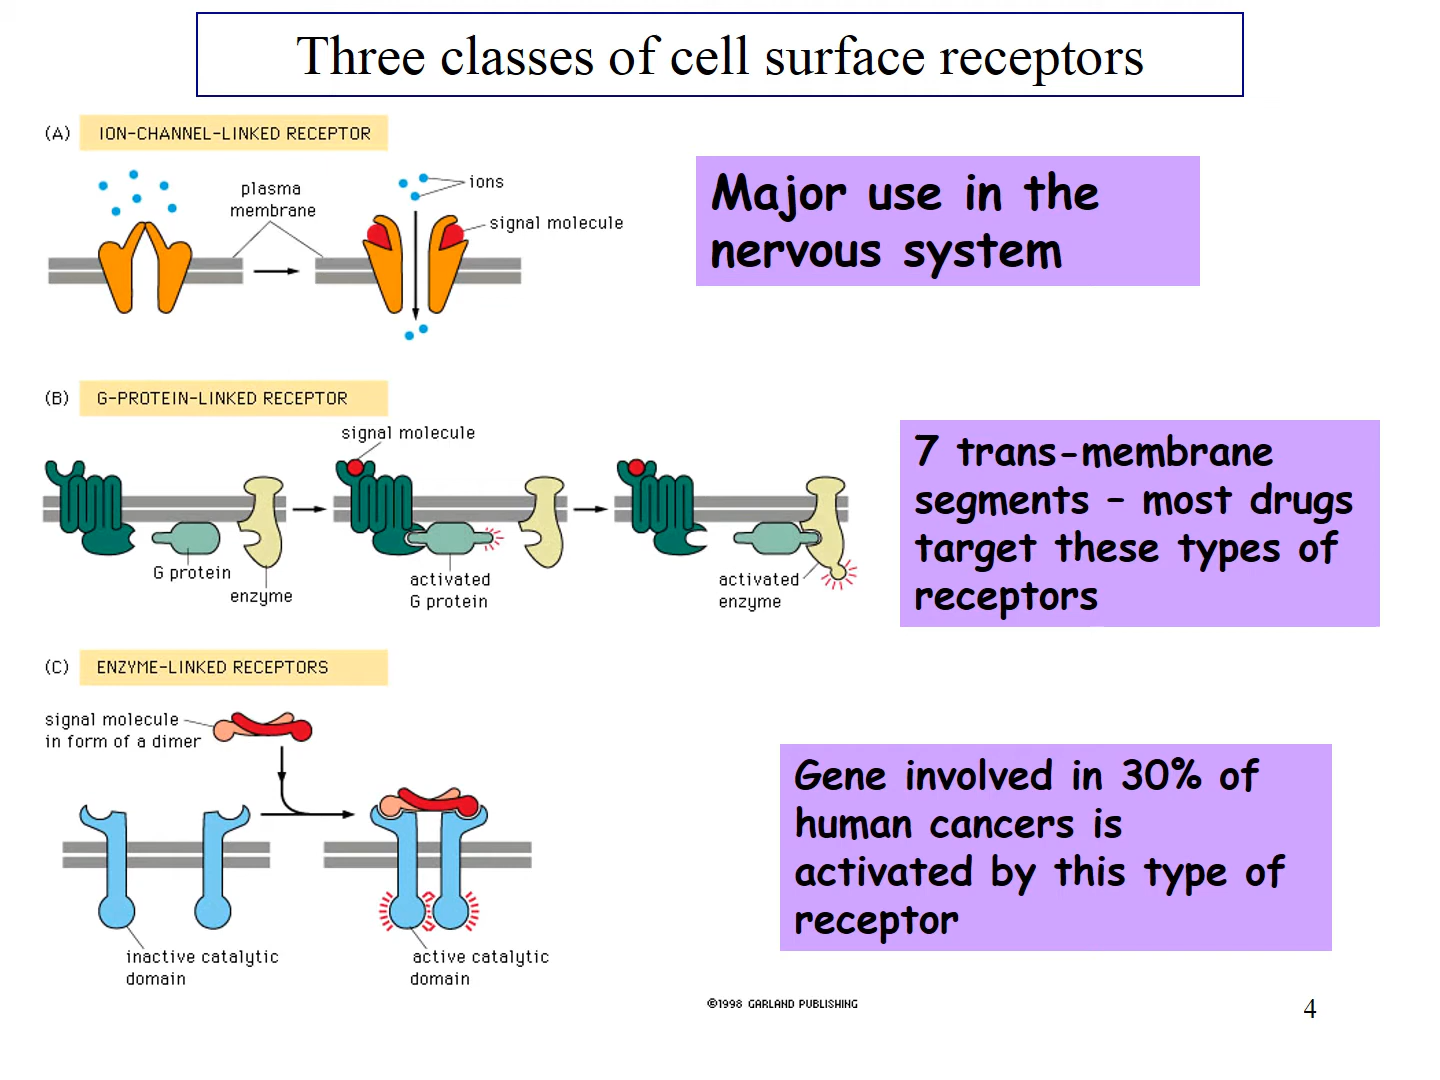 Three classes of cell surface receptors
(A) ION-CHANNEL-LINKED RECEPTOR
plasma
membrane
ions
signal molecule
Major use in the
nervous system
(B) G-PROTEIN-LINKED RECEPTOR
signal molecule
G protein
enzyme
activated
G protein
activated
enzyme
7 trans-membrane
segments – most drugs
target these types of
receptors
(C) ENZYME-LINKED RECEPTORS
signal molecule
in form of a dimer
inactive catalytic
domain
active catalytic
domain
Gene involved in 30% of
human cancers is
activated by this type of
receptor
©1998 GARLAND PUBLISHING
4